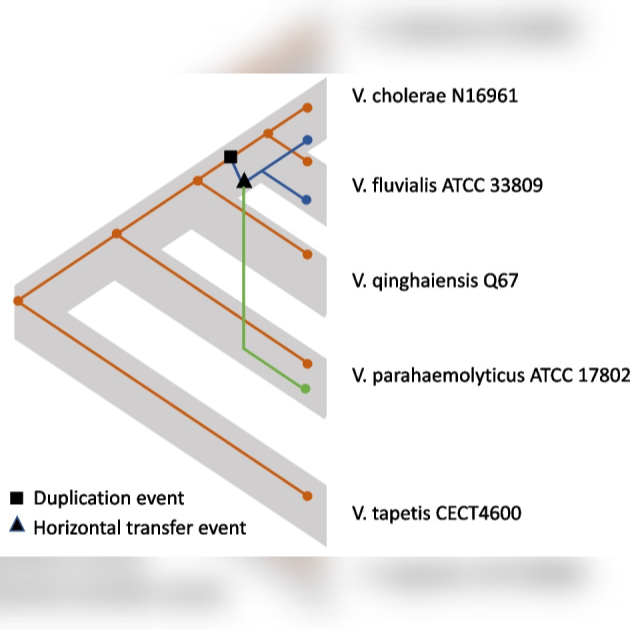 V. cholerae N16961
V. fluvialis ATCC 33809
V. qinghaiensis Q67
V. parahaemolyticus ATCC 17802
V. tapetis CECT4600
Duplication event
Horizontal transfer event